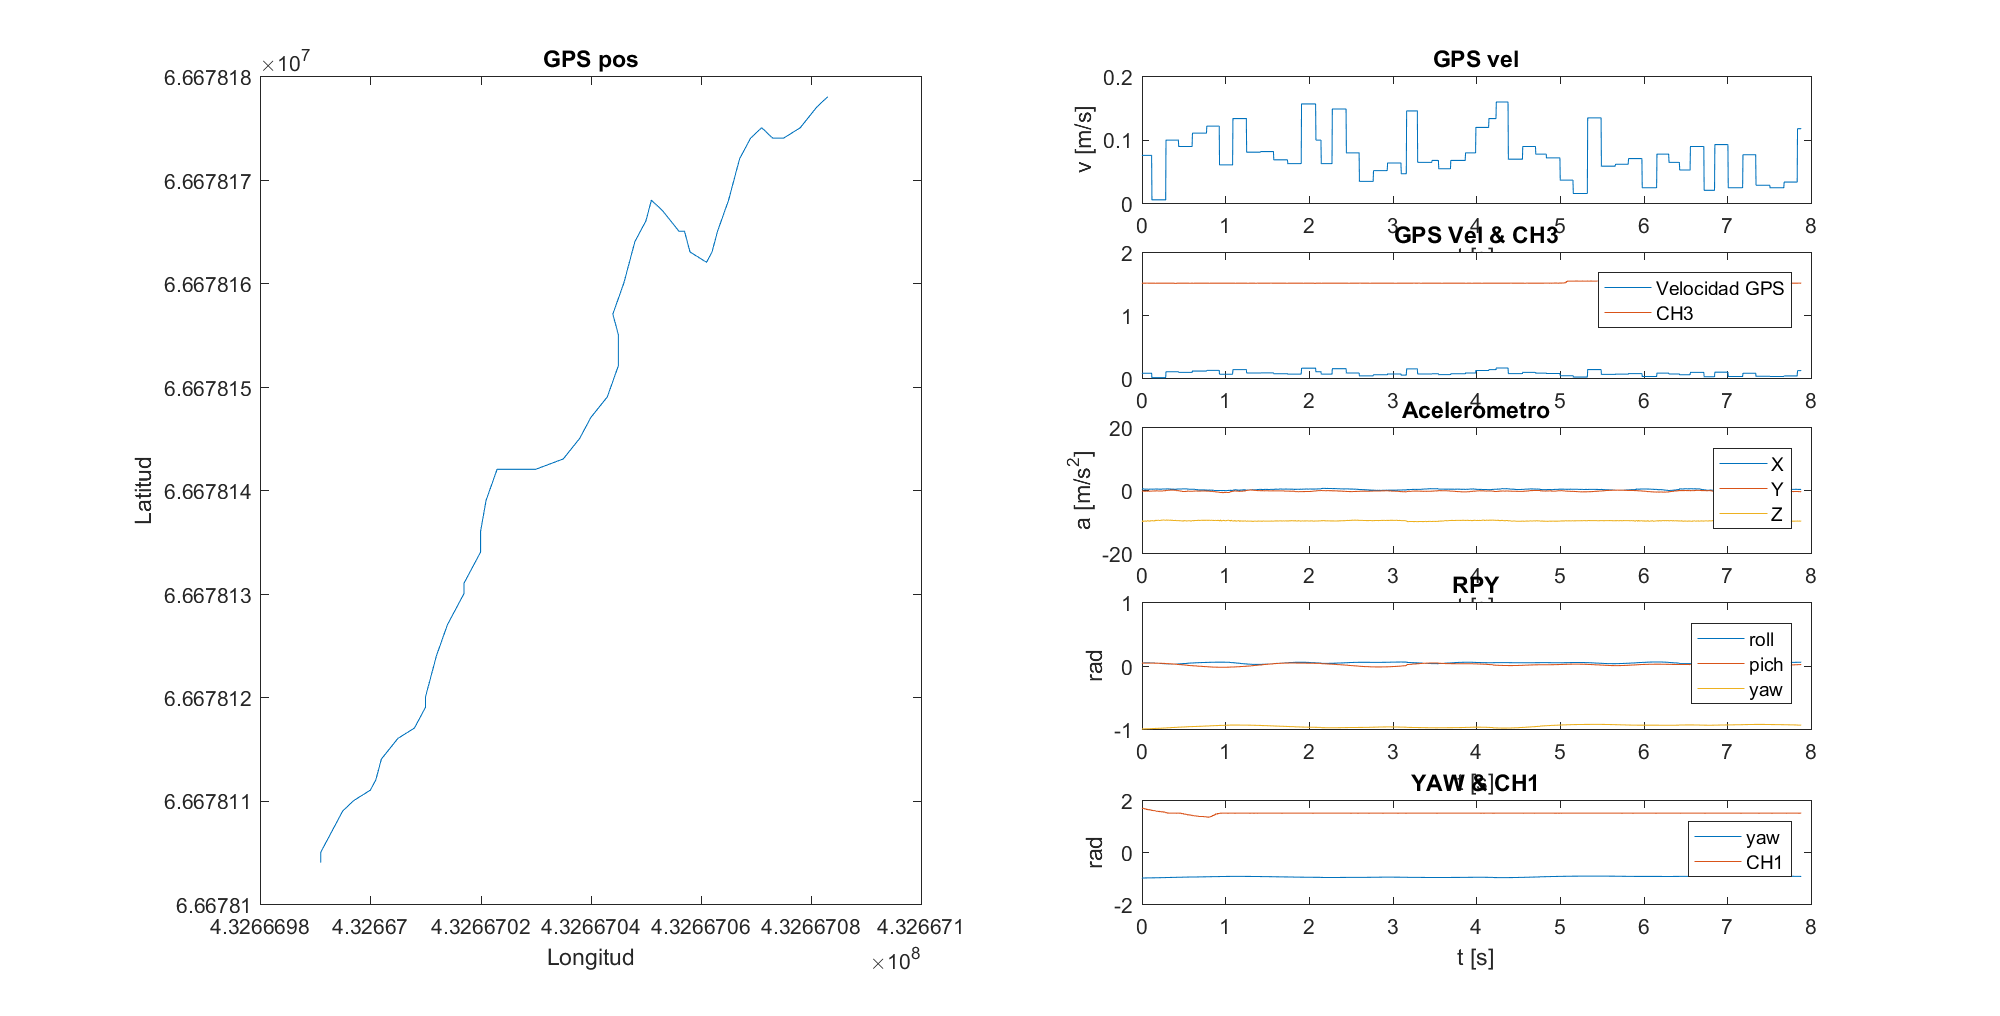 GPS pos
×10^7
6.667818
6.667817
6.667816
6.667815
6.667814
6.667813
6.667812
6.667811
6.66781
Latitud
4.3266698 4.32667 4.3266702 4.3266704 4.3266706 4.3266708 4.326671
Longitud
×10^8
GPS vel
0.2
0.1
0
v [m/s]
0 1 2 3 4 5 6 7 8
t [s]
GPS Vel & CH3
2
1
0
Velocidad GPS
CH3
0 1 2 3 4 5 6 7 8
Acelerometro
20
0
-20
a [m/s^2]
X
Y
Z
0 1 2 3 4 5 6 7 8
t [s]
RPY
1
0
-1
rad
roll
pich
yaw
0 1 2 3 4 5 6 7 8
t [s]
YAW & CH1
2
0
-2
rad
yaw
CH1
0 1 2 3 4 5 6 7 8
t [s]